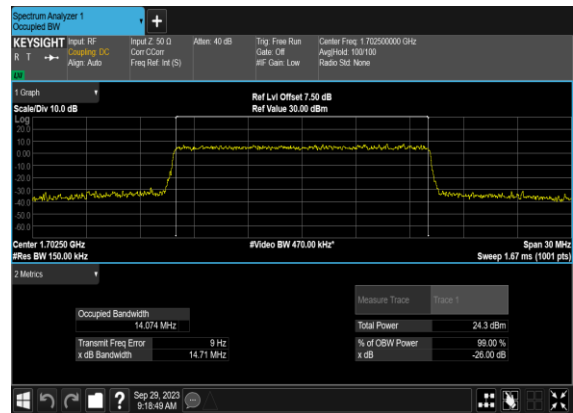 Spectrum Analyzer 1
Occupied BW
KEYSIGHT Input: RF Input Z: 50 Ω Atten: 40 dB Trig: Free Run Center Freq: 1.702500000 GHz
R T Coupling: DC Corr CCorr Gate: Off Avg|Hold: 100/100
Align: Auto Freq Ref: Int (S) #IF Gain: Low Radio Std: None
LXI
1 Graph
Ref Lvl Offset 7.50 dB
Scale/Div 10.0 dB Ref Value 30.00 dBm
Log
20.0
10.0
0.00
-10.0
-20.0
-30.0
-40.0
-50.0
-60.0
Center 1.70250 GHz #Video BW 470.00 kHz* Span 30 MHz
#Res BW 150.00 kHz Sweep 1.67 ms (1001 pts)
2 Metrics
Measure Trace Trace 1
Occupied Bandwidth
14.074 MHz Total Power 24.3 dBm
Transmit Freq Error 9 Hz % of OBW Power 99.00 %
x dB Bandwidth 14.71 MHz x dB -26.00 dB
? Sep 29, 2023
9:18:49 AM